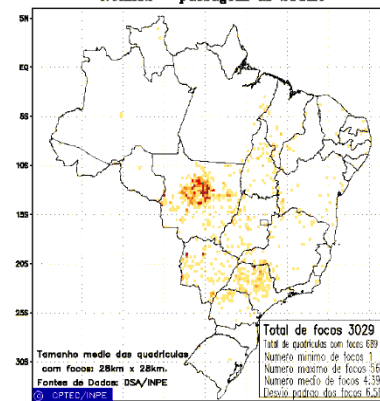 5N
EQ
5S
10S
15S
20S
25S
30S
Total de focos 3029
Total de quadriculas com focos 689
Numero minimo de focos 1
Numero maximo de focos 56
Numero medio de focos 4.39
Desvio padrao dos focos 6.5
Tamanho medio das quadriculas
com focos: 28km x 28km.
Fontes de Dados: DSA/INPE
© CPTEC/INPE